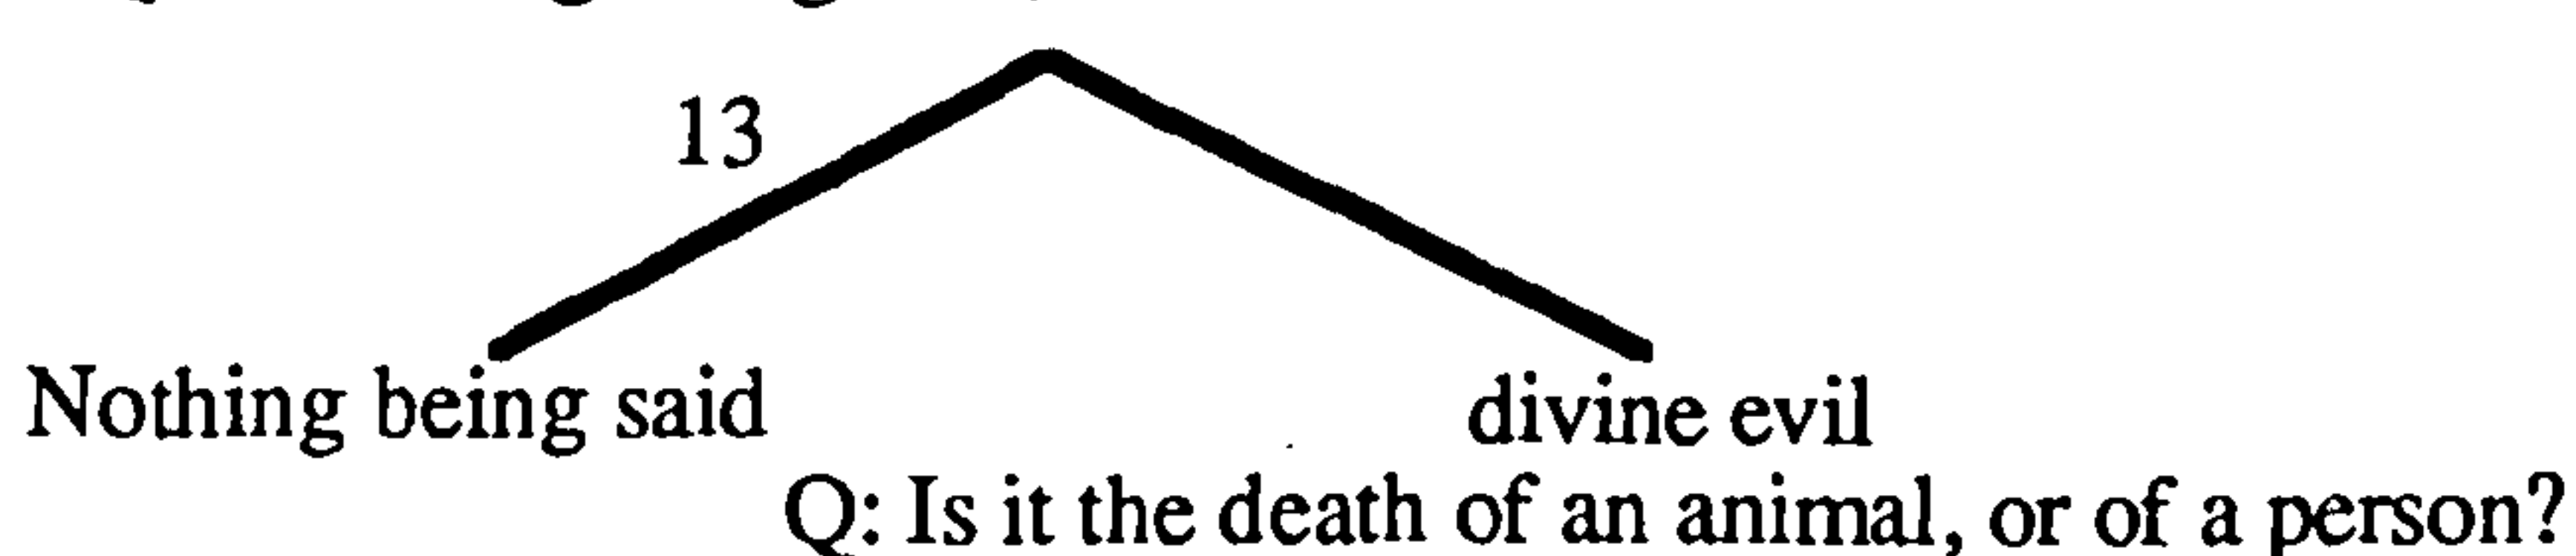 13
Nothing being said divine evil
Q: Is it the death of an animal, or of a person?